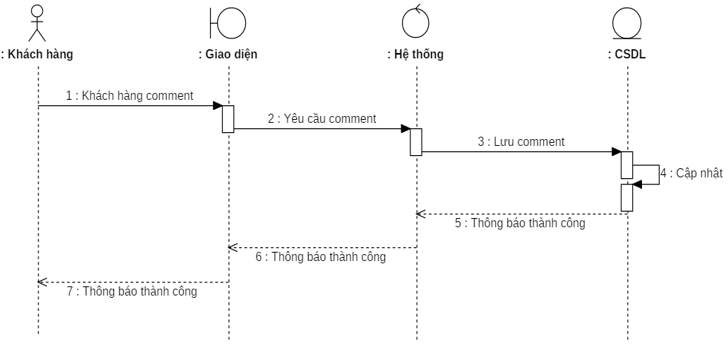 : Khách hàng
: Giao diện
: Hệ thống
: CSDL
1 : Khách hàng comment
2 : Yêu cầu comment
3 : Lưu comment
4 : Cập nhật
5 : Thông báo thành công
6 : Thông báo thành công
7 : Thông báo thành công